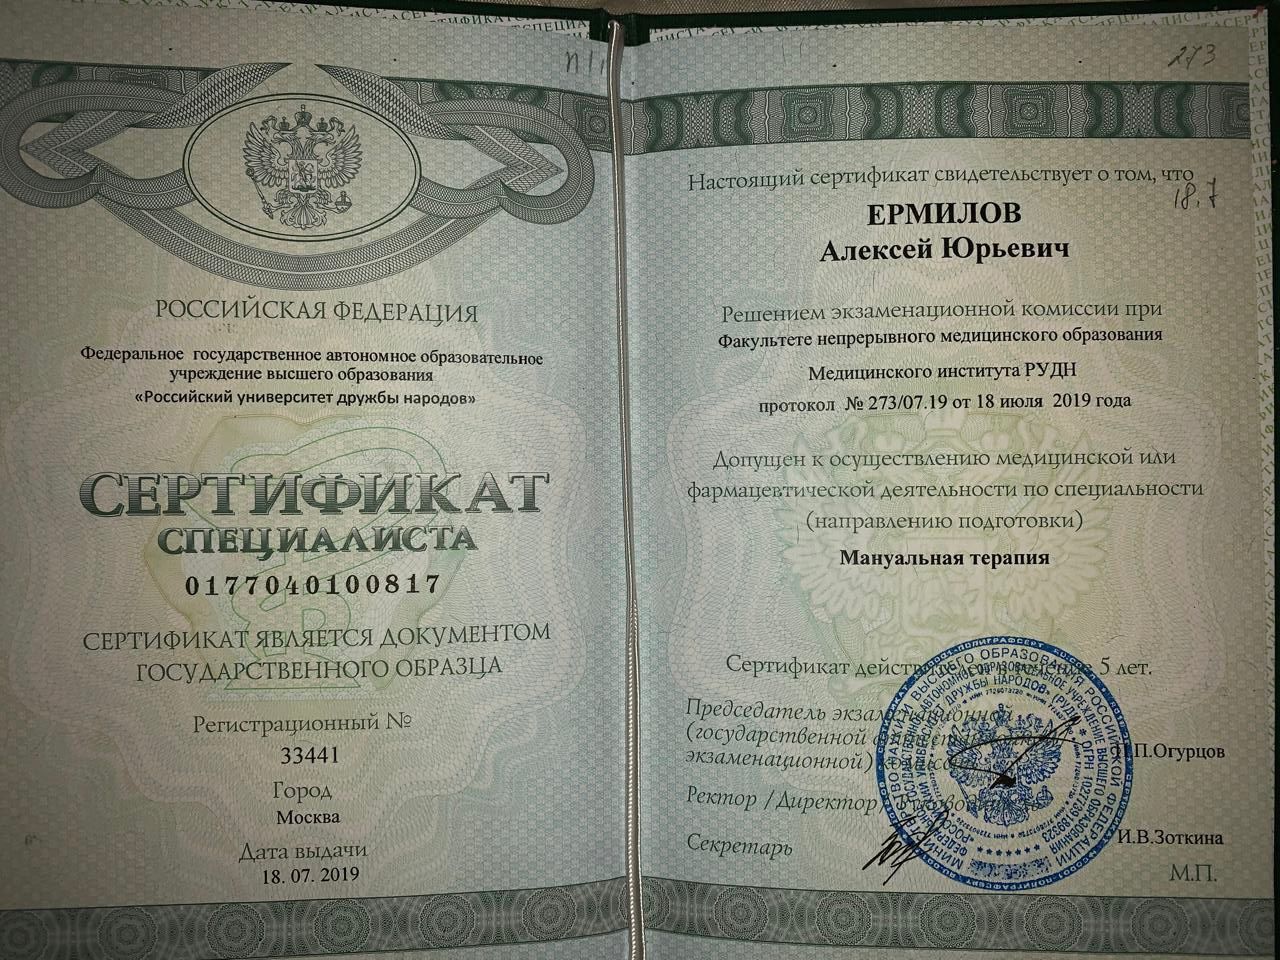 РОССИЙСКАЯ ФЕДЕРАЦИЯ
Федеральное государственное автономное образовательное
учреждение высшего образования
«Российский университет дружбы народов»
СЕРТИФИКАТ
СПЕЦИАЛИСТА
0177040100817
СЕРТИФИКАТ ЯВЛЯЕТСЯ ДОКУМЕНТОМ
ГОСУДАРСТВЕННОГО ОБРАЗЦА
Регистрационный №
33441
Город
Москва
Дата выдачи
18. 07. 2019
273
Настоящий сертификат свидетельствует о том, что
18.7
ЕРМИЛОВ
Алексей Юрьевич
Решением экзаменационной комиссии при
Факультете непрерывного медицинского образования
Медицинского института РУДН
протокол № 273/07.19 от 18 июля 2019 года
Допущен к осуществлению медицинской или
фармацевтической деятельности по специальности
(направлению подготовки)
Мануальная терапия
Сертификат действителен в течение 5 лет.
Председатель экзаменационной
(государственной
экзаменационной)
П.Огурцов
Ректор /Директор/
Секретарь
И.В.Зоткина
М.П.